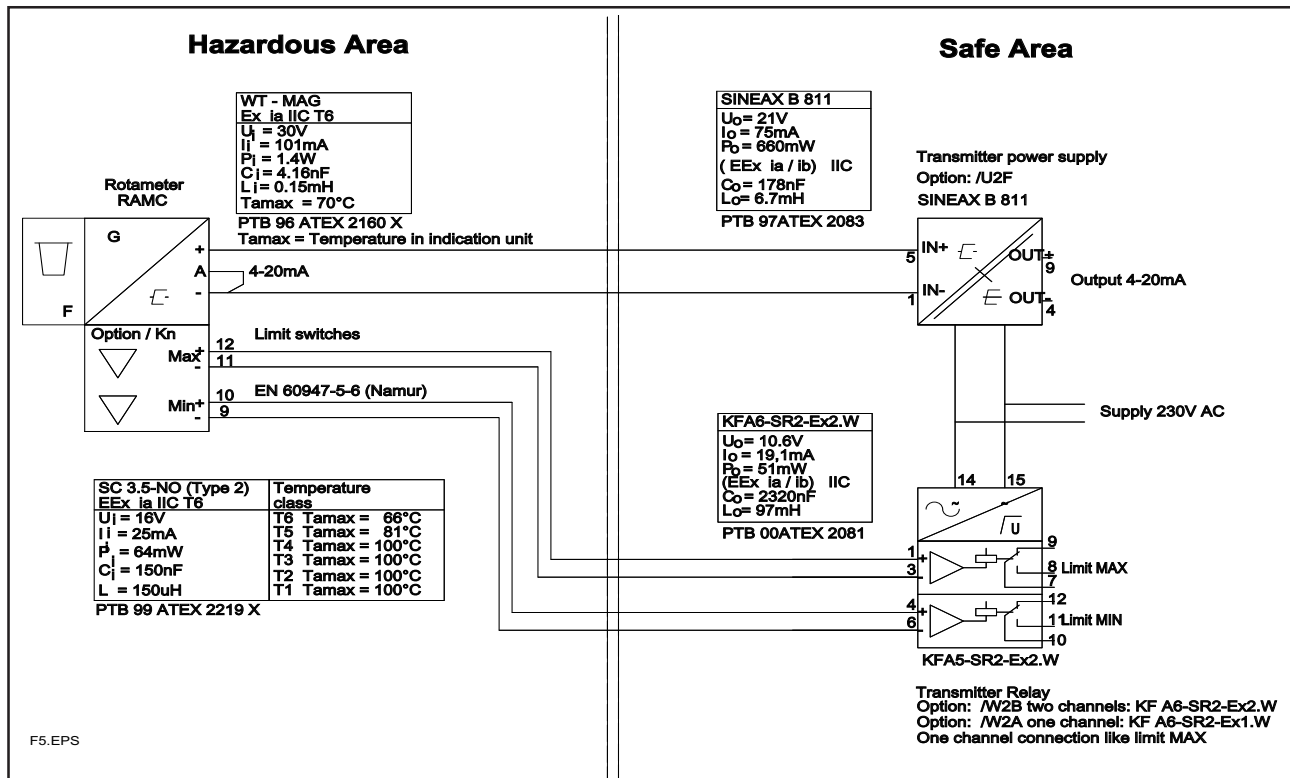 Hazardous Area
Safe Area
WT - MAG
Ex ia IIC T6
Ui = 30V
Ii = 101mA
Pi = 1.4W
Ci = 4.16nF
Li = 0.15mH
Tamax = 70°C
PTB 96 ATEX 2160 X
Tamax = Temperature in indication unit
SINEAX B 811
Uo= 21V
Io = 75mA
Po = 660mW
( EEx ia / ib) IIC
Co = 178nF
Lo = 6.7mH
PTB 97ATEX 2083
Transmitter power supply
Option: /U2F
SINEAX B 811
Rotameter
RAMC
G
F
+
A
-
4-20mA
5
IN+
1
IN-
OUT+
9
OUT-
4
Output 4-20mA
Option / Kn
Limit switches
Max
+
-
12
11
Min+
-
10
9
EN 60947-5-6 (Namur)
Supply 230V AC
KFA6-SR2-Ex2.W
Uo= 10.6V
Io = 19,1mA
Po = 51mW
(EEx ia / ib) IIC
Co= 2320nF
Lo= 97mH
PTB 00ATEX 2081
SC 3.5-NO (Type 2)
EEx ia IIC T6
Ui = 16V
Ii = 25mA
Pi = 64mW
Ci = 150nF
L = 150uH
Temperature
class
T6 Tamax = 66°C
T5 Tamax = 81°C
T4 Tamax = 100°C
T3 Tamax = 100°C
T2 Tamax = 100°C
T1 Tamax = 100°C
PTB 99 ATEX 2219 X
14
15
~
~
U
1
+
3
-
9
8 Limit MAX
7
4
+
6
-
12
11 Limit MIN
10
KFA5-SR2-Ex2.W
Transmitter Relay
Option: /W2B two channels: KF A6-SR2-Ex2.W
Option: /W2A one channel: KF A6-SR2-Ex1.W
One channel connection like limit MAX
F5.EPS